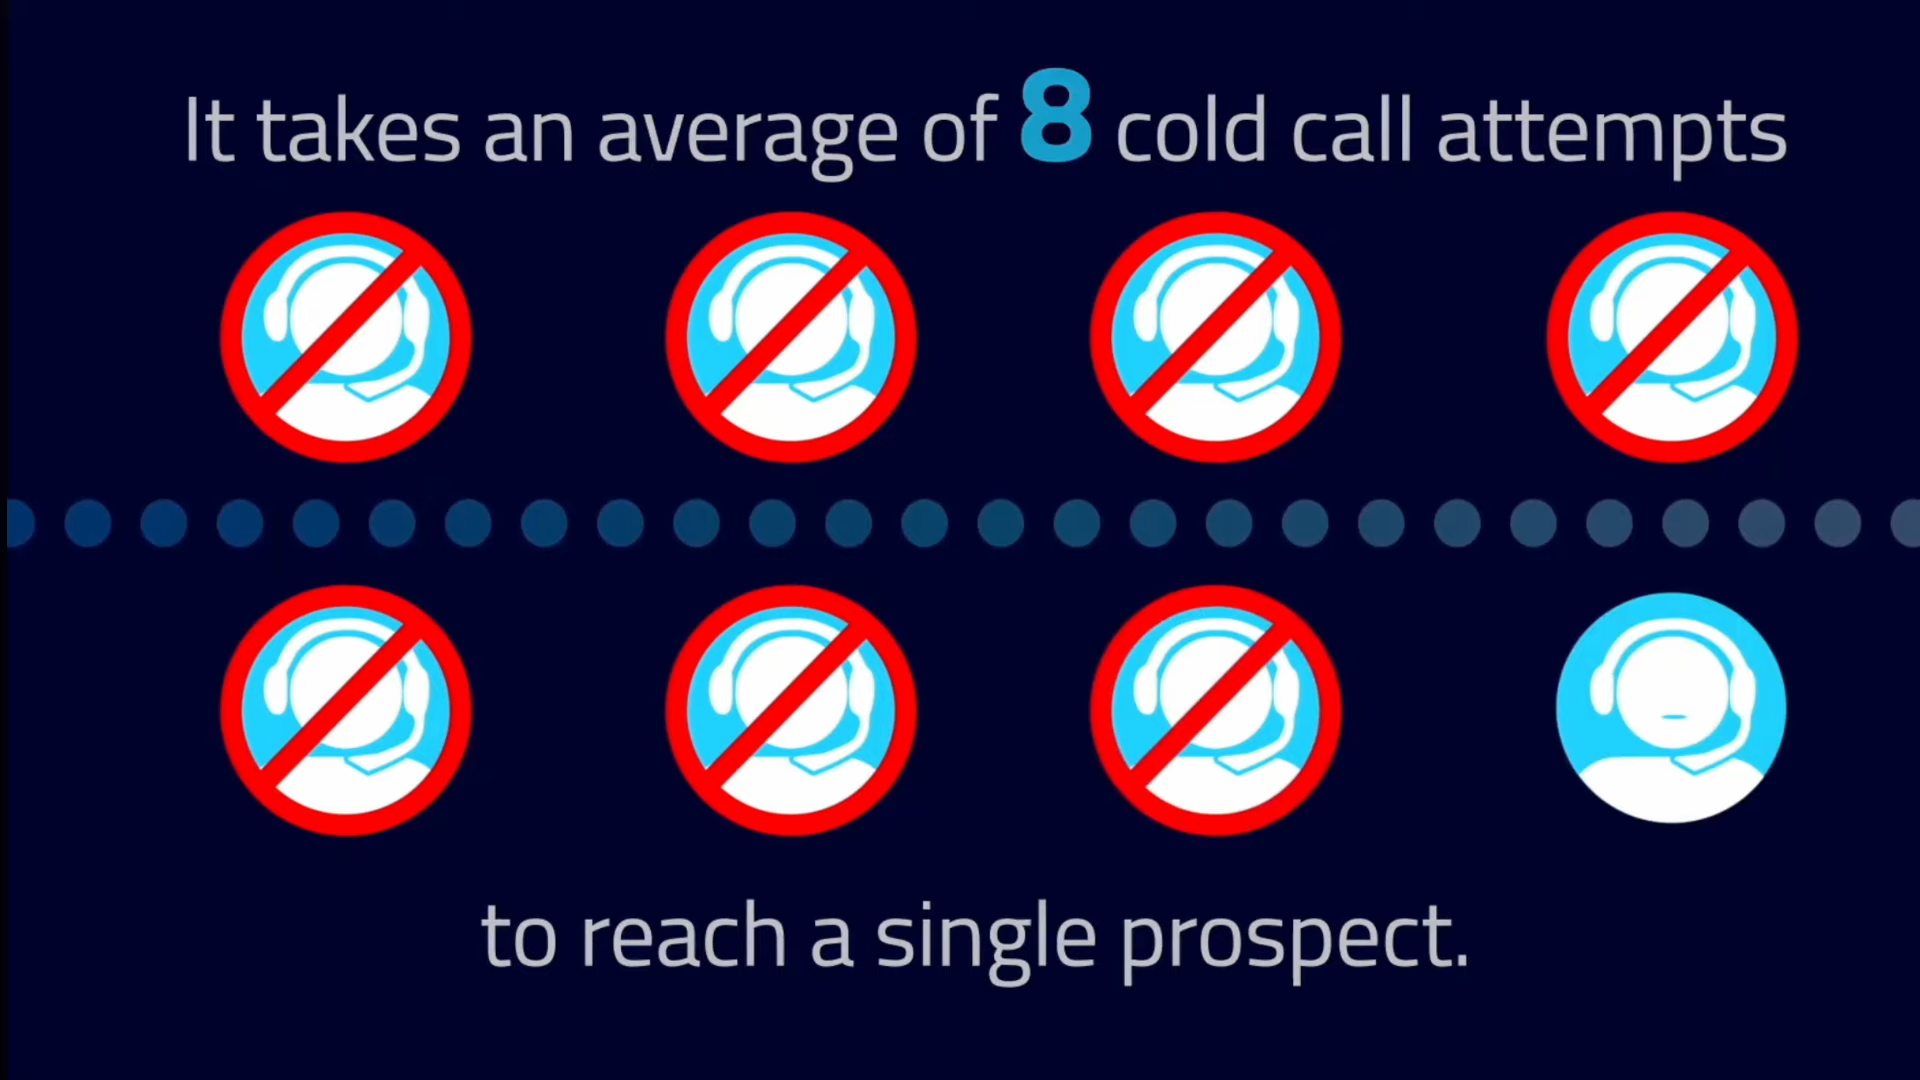 It takes an average of 8 cold call attempts
to reach a single prospect.